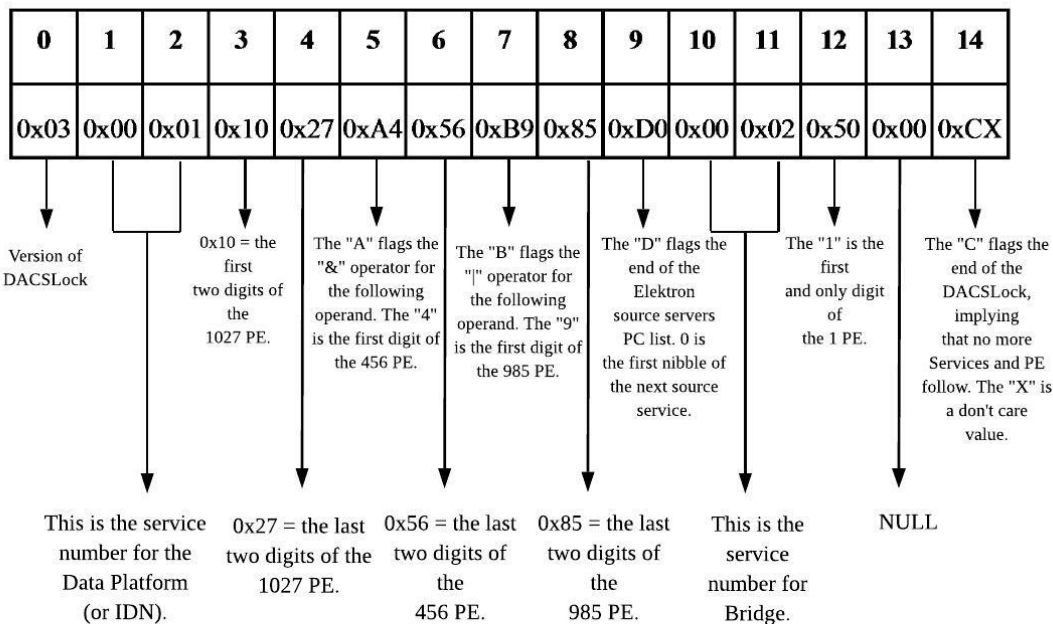 0 1 2 3 4 5 6 7 8 9 10 11 12 13 14
0x03 0x00 0x01 0x10 0x27 0xA4 0x56 0xB9 0x85 0xD0 0x00 0x02 0x50 0x00 0xCX
Version of
DACSLock
0x10 = the
first
two digits of
the
1027 PE.
The "A" flags the
"&" operator for
the following
operand. The "4"
is the first digit of
the 456 PE.
The "B" flags the
"|" operator for
the following
operand. The "9"
is the first digit of
the 985 PE.
The "D" flags the
end of the
Elektron
source servers
PC list. 0 is
the first nibble of
the next source
service.
The "1" is the
first
and only digit
of
the 1 PE.
The "C" flags the
end of the
DACSLock,
implying
that no more
Services and PE
follow. The "X" is
a don't care
value.
This is the service
number for the
Data Platform
(or IDN).
0x27 = the last
two digits of the
1027 PE.
0x56 = the last
two digits of
the
456 PE.
0x85 = the last
two digits of
the
985 PE.
This is the
service
number for
Bridge.
NULL